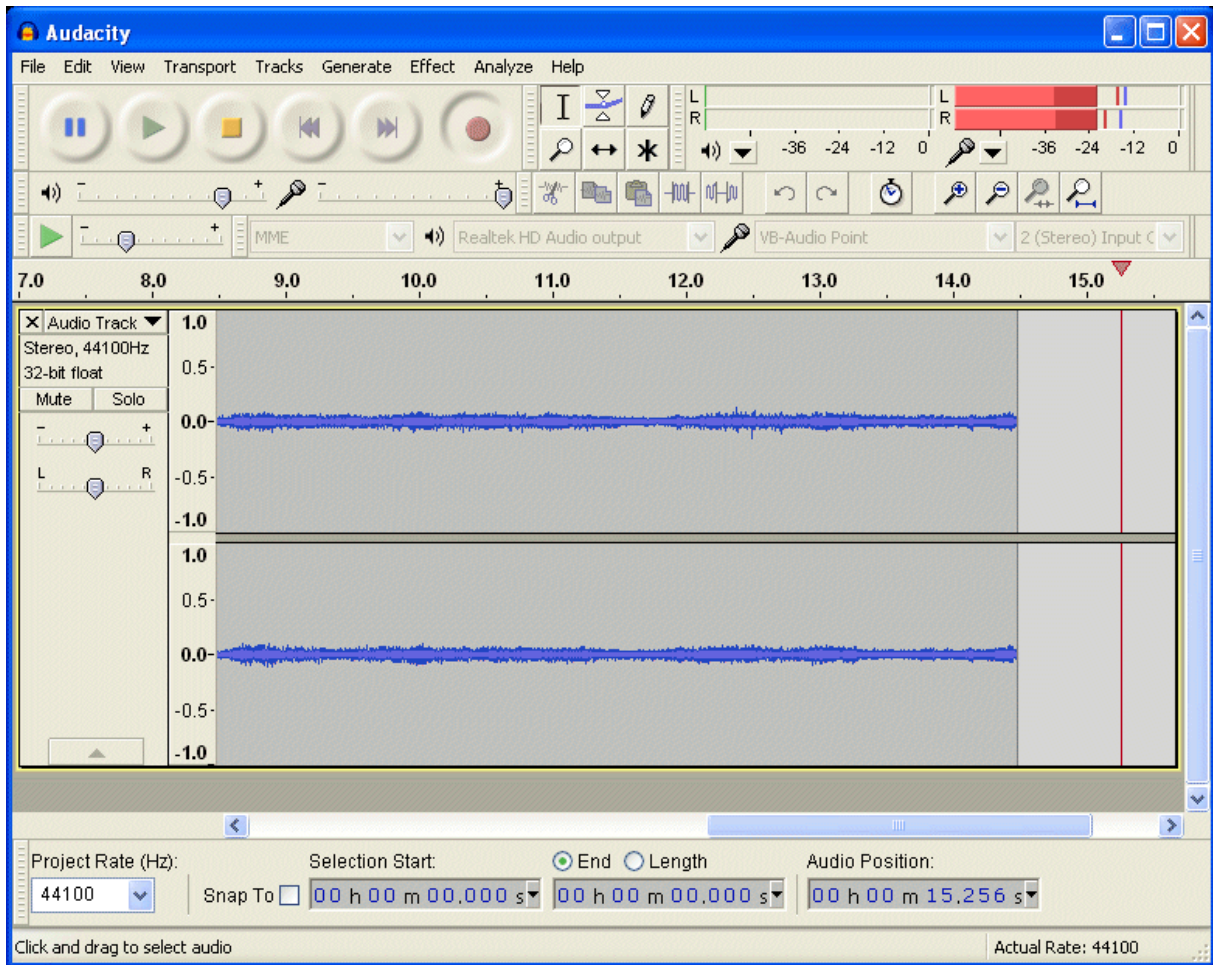 Audacity
File Edit View Transport Tracks Generate Effect Analyze Help
L
R
-36 -24 -12 0
L
R
-36 -24 -12 0
- +
-
MME
Realtek HD Audio output
VB-Audio Point
2 (Stereo) Input C
7.0 8.0 9.0 10.0 11.0 12.0 13.0 14.0 15.0
X Audio Track
Stereo, 44100Hz
32-bit float
Mute Solo
- +
L R
1.0
0.5-
0.0-
-0.5-
-1.0
1.0
0.5-
0.0-
-0.5-
-1.0
Project Rate (Hz): Selection Start: End Length Audio Position:
44100 Snap To 00 h 00 m 00.000 s 00 h 00 m 00.000 s 00 h 00 m 15.256 s
Click and drag to select audio Actual Rate: 44100